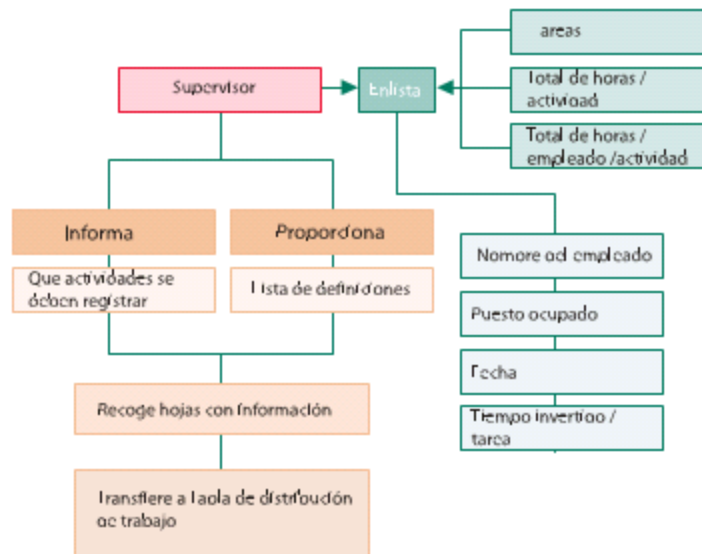 areas
Supervisor
Enlista
Total de horas /
actividad
Total de horas /
empleado /actividad
Informa
Proporciona
Que actividades se
deben registrar
Lista de definiciones
Nombre del empleado
Puesto ocupado
Fecha
Tiempo invertido /
tarea
Recoge hojas con información
Transfiere a Tabla de distribución
de trabajo